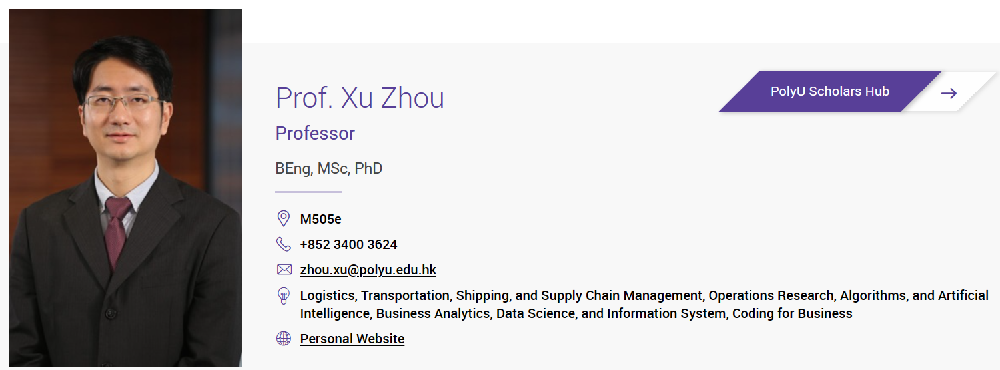 Prof. Xu Zhou
PolyU Scholars Hub
Professor
BEng, MSc, PhD
M505e
+852 3400 3624
zhou.xu@polyu.edu.hk
Logistics, Transportation, Shipping, and Supply Chain Management, Operations Research, Algorithms, and Artificial
Intelligence, Business Analytics, Data Science, and Information System, Coding for Business
Personal Website